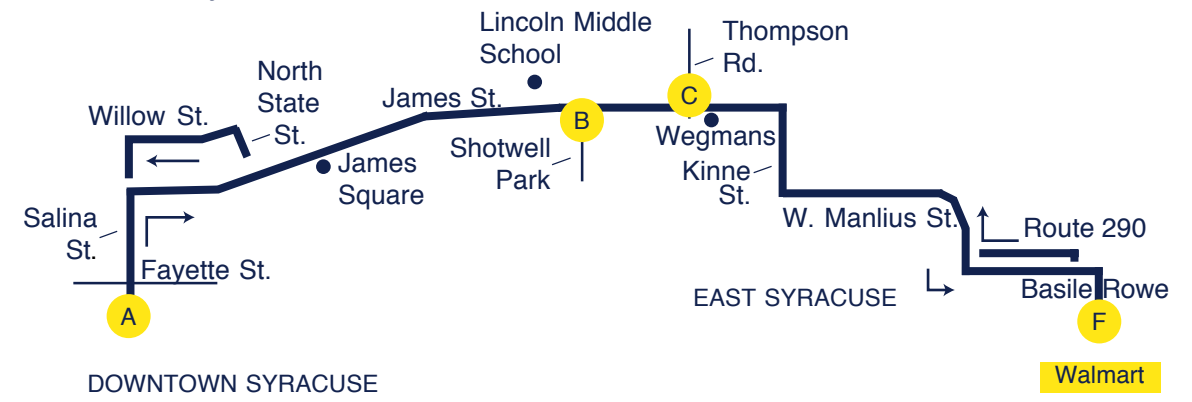 Lincoln Middle
School
Thompson
Rd.
North
State
St.
Willow St.
James St.
C
B
Wegmans
Shotwell
Park
James
Square
Kinne
St.
Salina
St.
W. Manlius St.
Route 290
Fayette St.
EAST SYRACUSE
Basile Rowe
A
F
Walmart
DOWNTOWN SYRACUSE